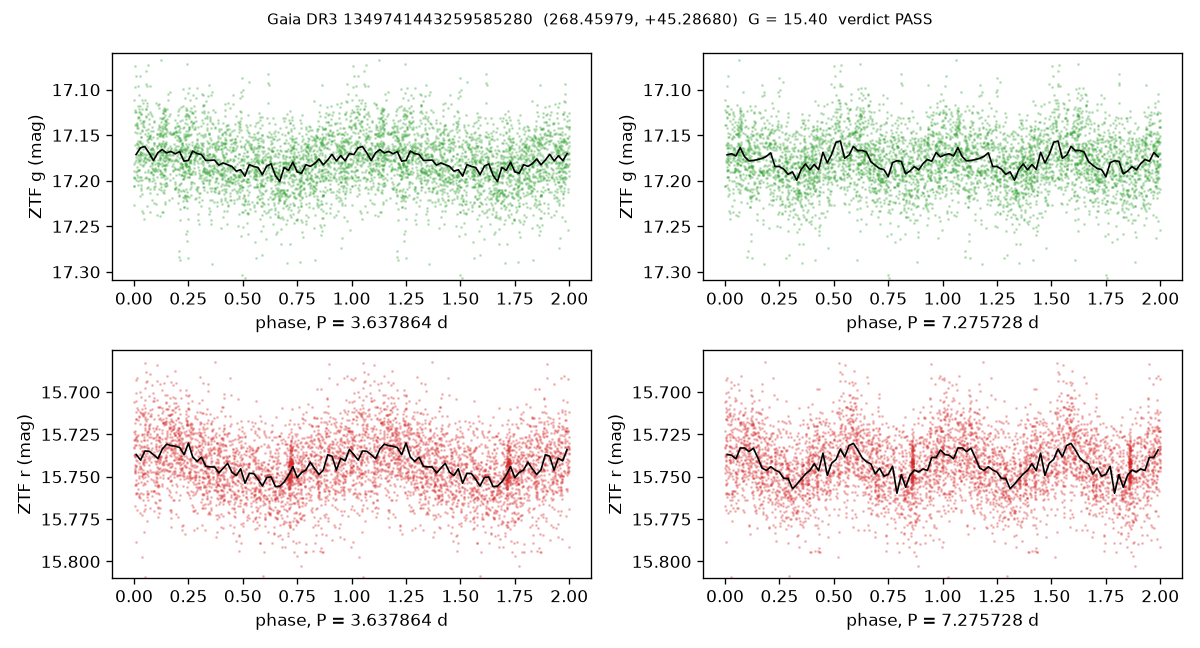 Gaia DR3 1349741443259585280  (268.45979, +45.28680)  G = 15.40  verdict PASS
ZTF g (mag)
17.10
17.15
17.20
17.25
17.30
0.00 0.25 0.50 0.75 1.00 1.25 1.50 1.75 2.00
phase, P = 3.637864 d
ZTF g (mag)
17.10
17.15
17.20
17.25
17.30
0.00 0.25 0.50 0.75 1.00 1.25 1.50 1.75 2.00
phase, P = 7.275728 d
ZTF r (mag)
15.700
15.725
15.750
15.775
15.800
0.00 0.25 0.50 0.75 1.00 1.25 1.50 1.75 2.00
phase, P = 3.637864 d
ZTF r (mag)
15.700
15.725
15.750
15.775
15.800
0.00 0.25 0.50 0.75 1.00 1.25 1.50 1.75 2.00
phase, P = 7.275728 d